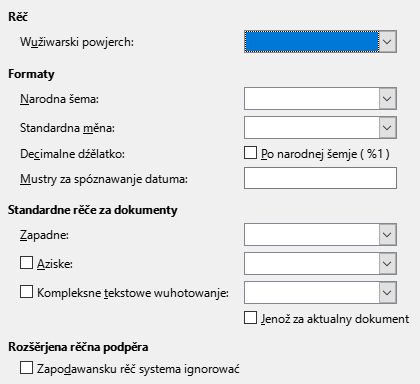 Rěč
Wužiwarski powjerch:
Formaty
Narodna šema:
Standardna měna:
Decimalne dźělatko:
Po narodnej šemje ( %1 )
Mustry za spóznawanje datuma:
Standardne rěče za dokumenty
Zapadne:
Aziske:
Kompleksne tekstowe wuhotowanje:
Jenož za aktualny dokument
Rozšěrjena rěčna podpěra
Zapodawansku rěč systema ignorować